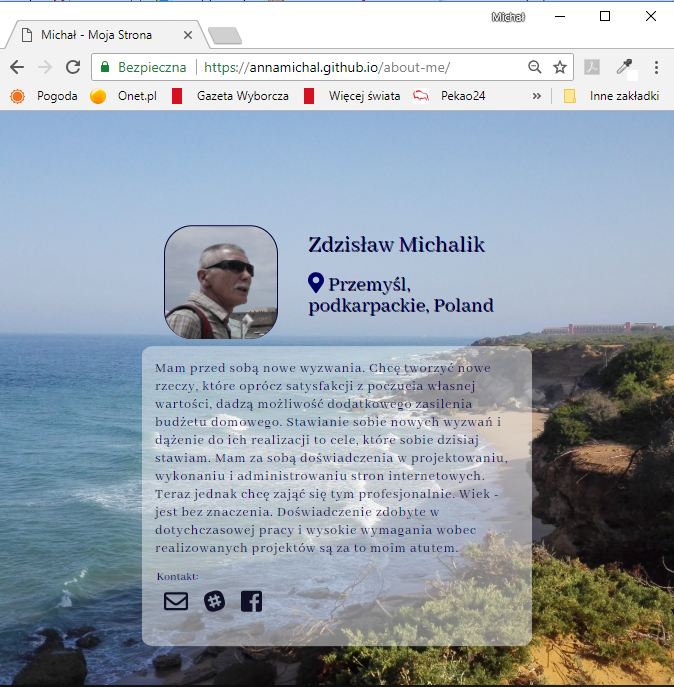 Michał
Michał - Moja Strona
Bezpieczna
https://annamichal.github.io/about-me/
Pogoda
Onet.pl
Gazeta Wyborcza
Więcej świata
Pekao24
»
Inne zakładki
Zdzisław Michalik
Przemyśl,
podkarpackie, Poland
Mam przed sobą nowe wyzwania. Chcę tworzyć nowe
rzeczy, które oprócz satysfakcji z poczucia własnej
wartości, dadzą możliwość dodatkowego zasilenia
budżetu domowego. Stawianie sobie nowych wyzwań i
dążenie do ich realizacji to cele, które sobie dzisiaj
stawiam. Mam za sobą doświadczenia w projektowaniu,
wykonaniu i administrowaniu stron internetowych.
Teraz jednak chcę zająć się tym profesjonalnie. Wiek -
jest bez znaczenia. Doświadczenie zdobyte w
dotychczasowej pracy i wysokie wymagania wobec
realizowanych projektów są za to moim atutem.
Kontakt: